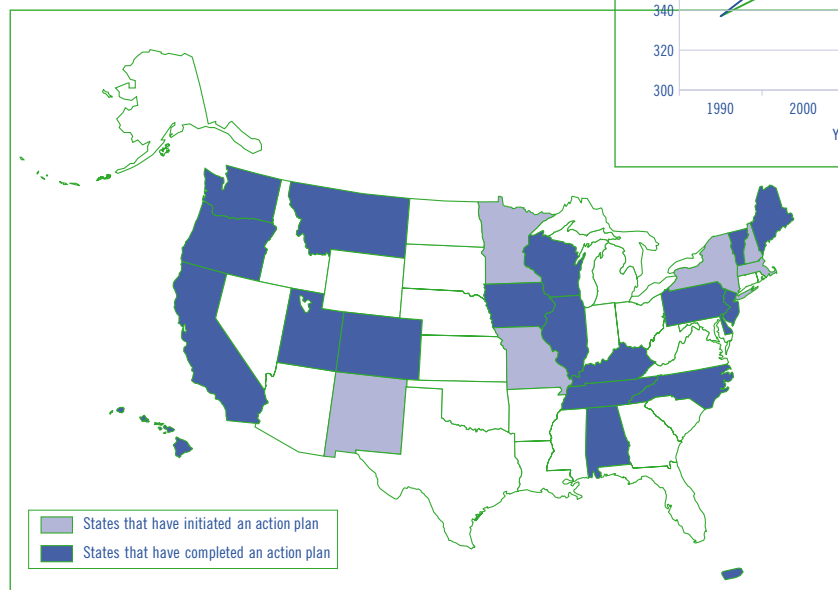 340
320
300
1990 2000
Y
States that have initiated an action plan
States that have completed an action plan